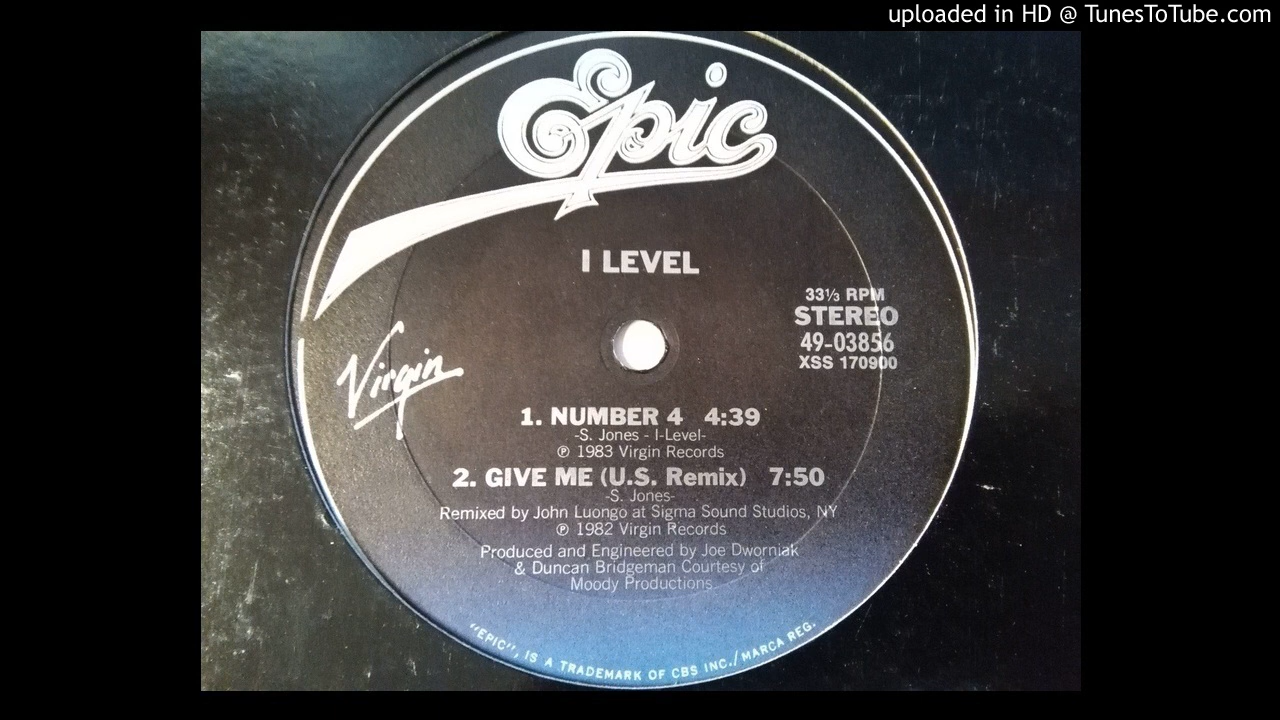 uploaded in HD @ TunesToTube.com
Epic
I LEVEL
33⅓ RPM
STEREO
49-03856
XSS 170900
Virgin
1. NUMBER 4 4:39
-S. Jones - I-Level-
℗ 1983 Virgin Records
2. GIVE ME (U.S. Remix) 7:50
-S. Jones-
Remixed by John Luongo at Sigma Sound Studios, NY
℗ 1982 Virgin Records
Produced and Engineered by Joe Dworniak
& Duncan Bridgeman Courtesy of
Moody Productions
"EPIC", IS A TRADEMARK OF CBS INC./MARCA REG.